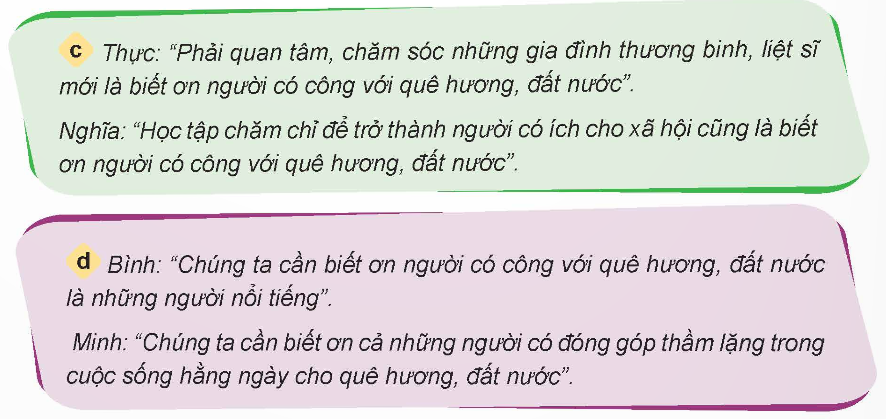 c Thực: “Phải quan tâm, chăm sóc những gia đình thương binh, liệt sĩ
mới là biết ơn người có công với quê hương, đất nước”.
Nghĩa: “Học tập chăm chỉ để trở thành người có ích cho xã hội cũng là biết
ơn người có công với quê hương, đất nước”.
d Bình: “Chúng ta cần biết ơn người có công với quê hương, đất nước
là những người nổi tiếng”.
Minh: “Chúng ta cần biết ơn cả những người có đóng góp thầm lặng trong
cuộc sống hằng ngày cho quê hương, đất nước”.